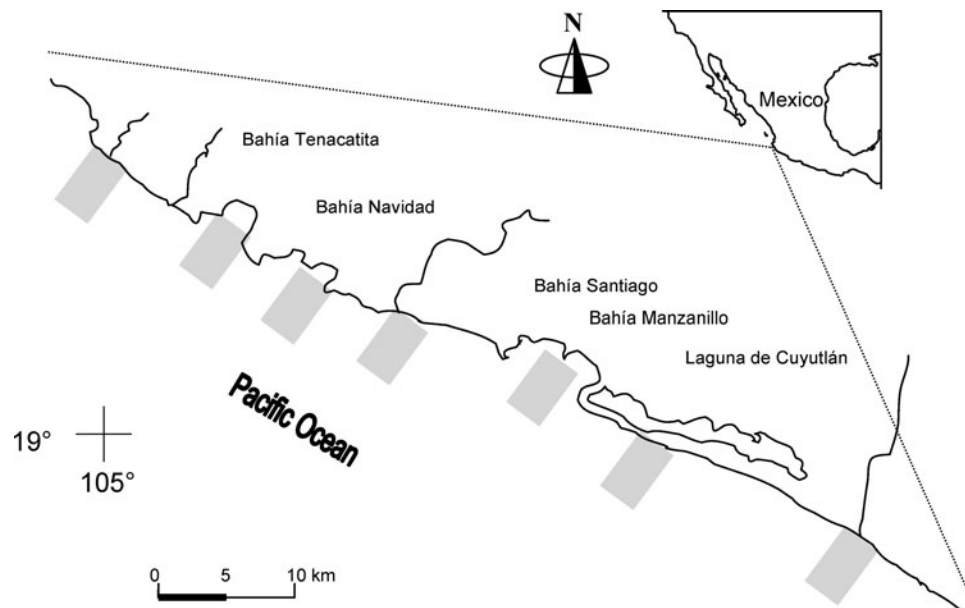 N
Mexico
Bahía Tenacatita
Bahía Navidad
Bahía Santiago
Bahía Manzanillo
Laguna de Cuyutlán
Pacific Ocean
19°
105°
0 5 10 km